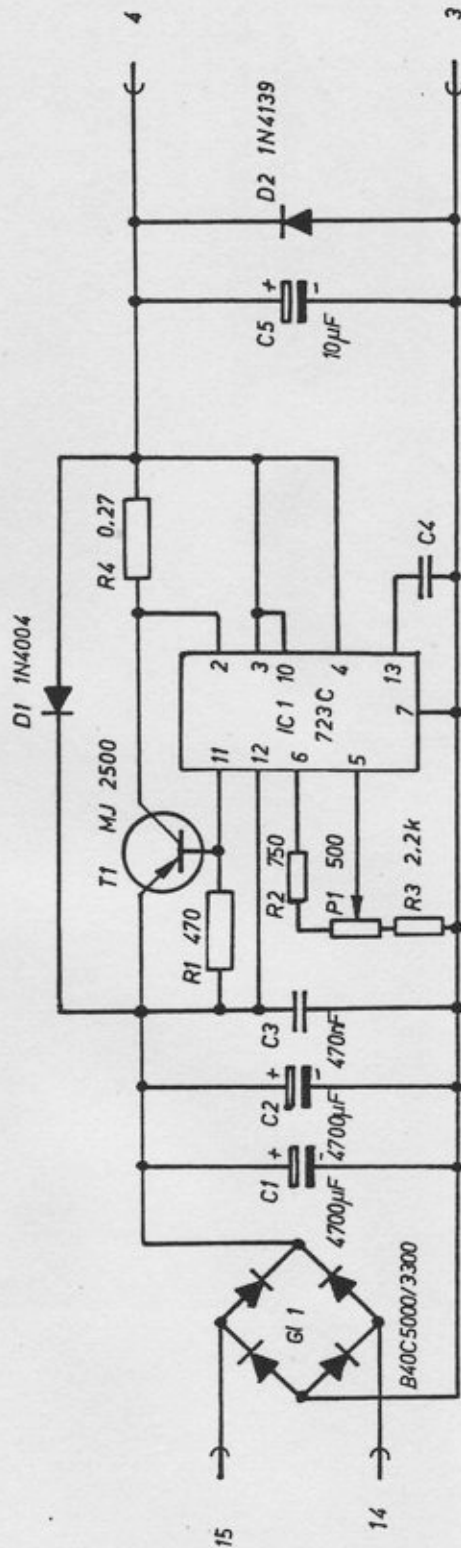 15
14
Gl 1
B40C5000/3300
C1
+
-
4700µF
C2
+
-
4700µF
C3
470nF
R1 470
T1 MJ 2500
D1 1N4004
R2 750
P1 500
R3 2.2k
11
12
6
5
IC 1
723C
2
3
10
4
13
7
R4 0.27
C4
C5
+
-
10µF
D2 1N4139
4
3